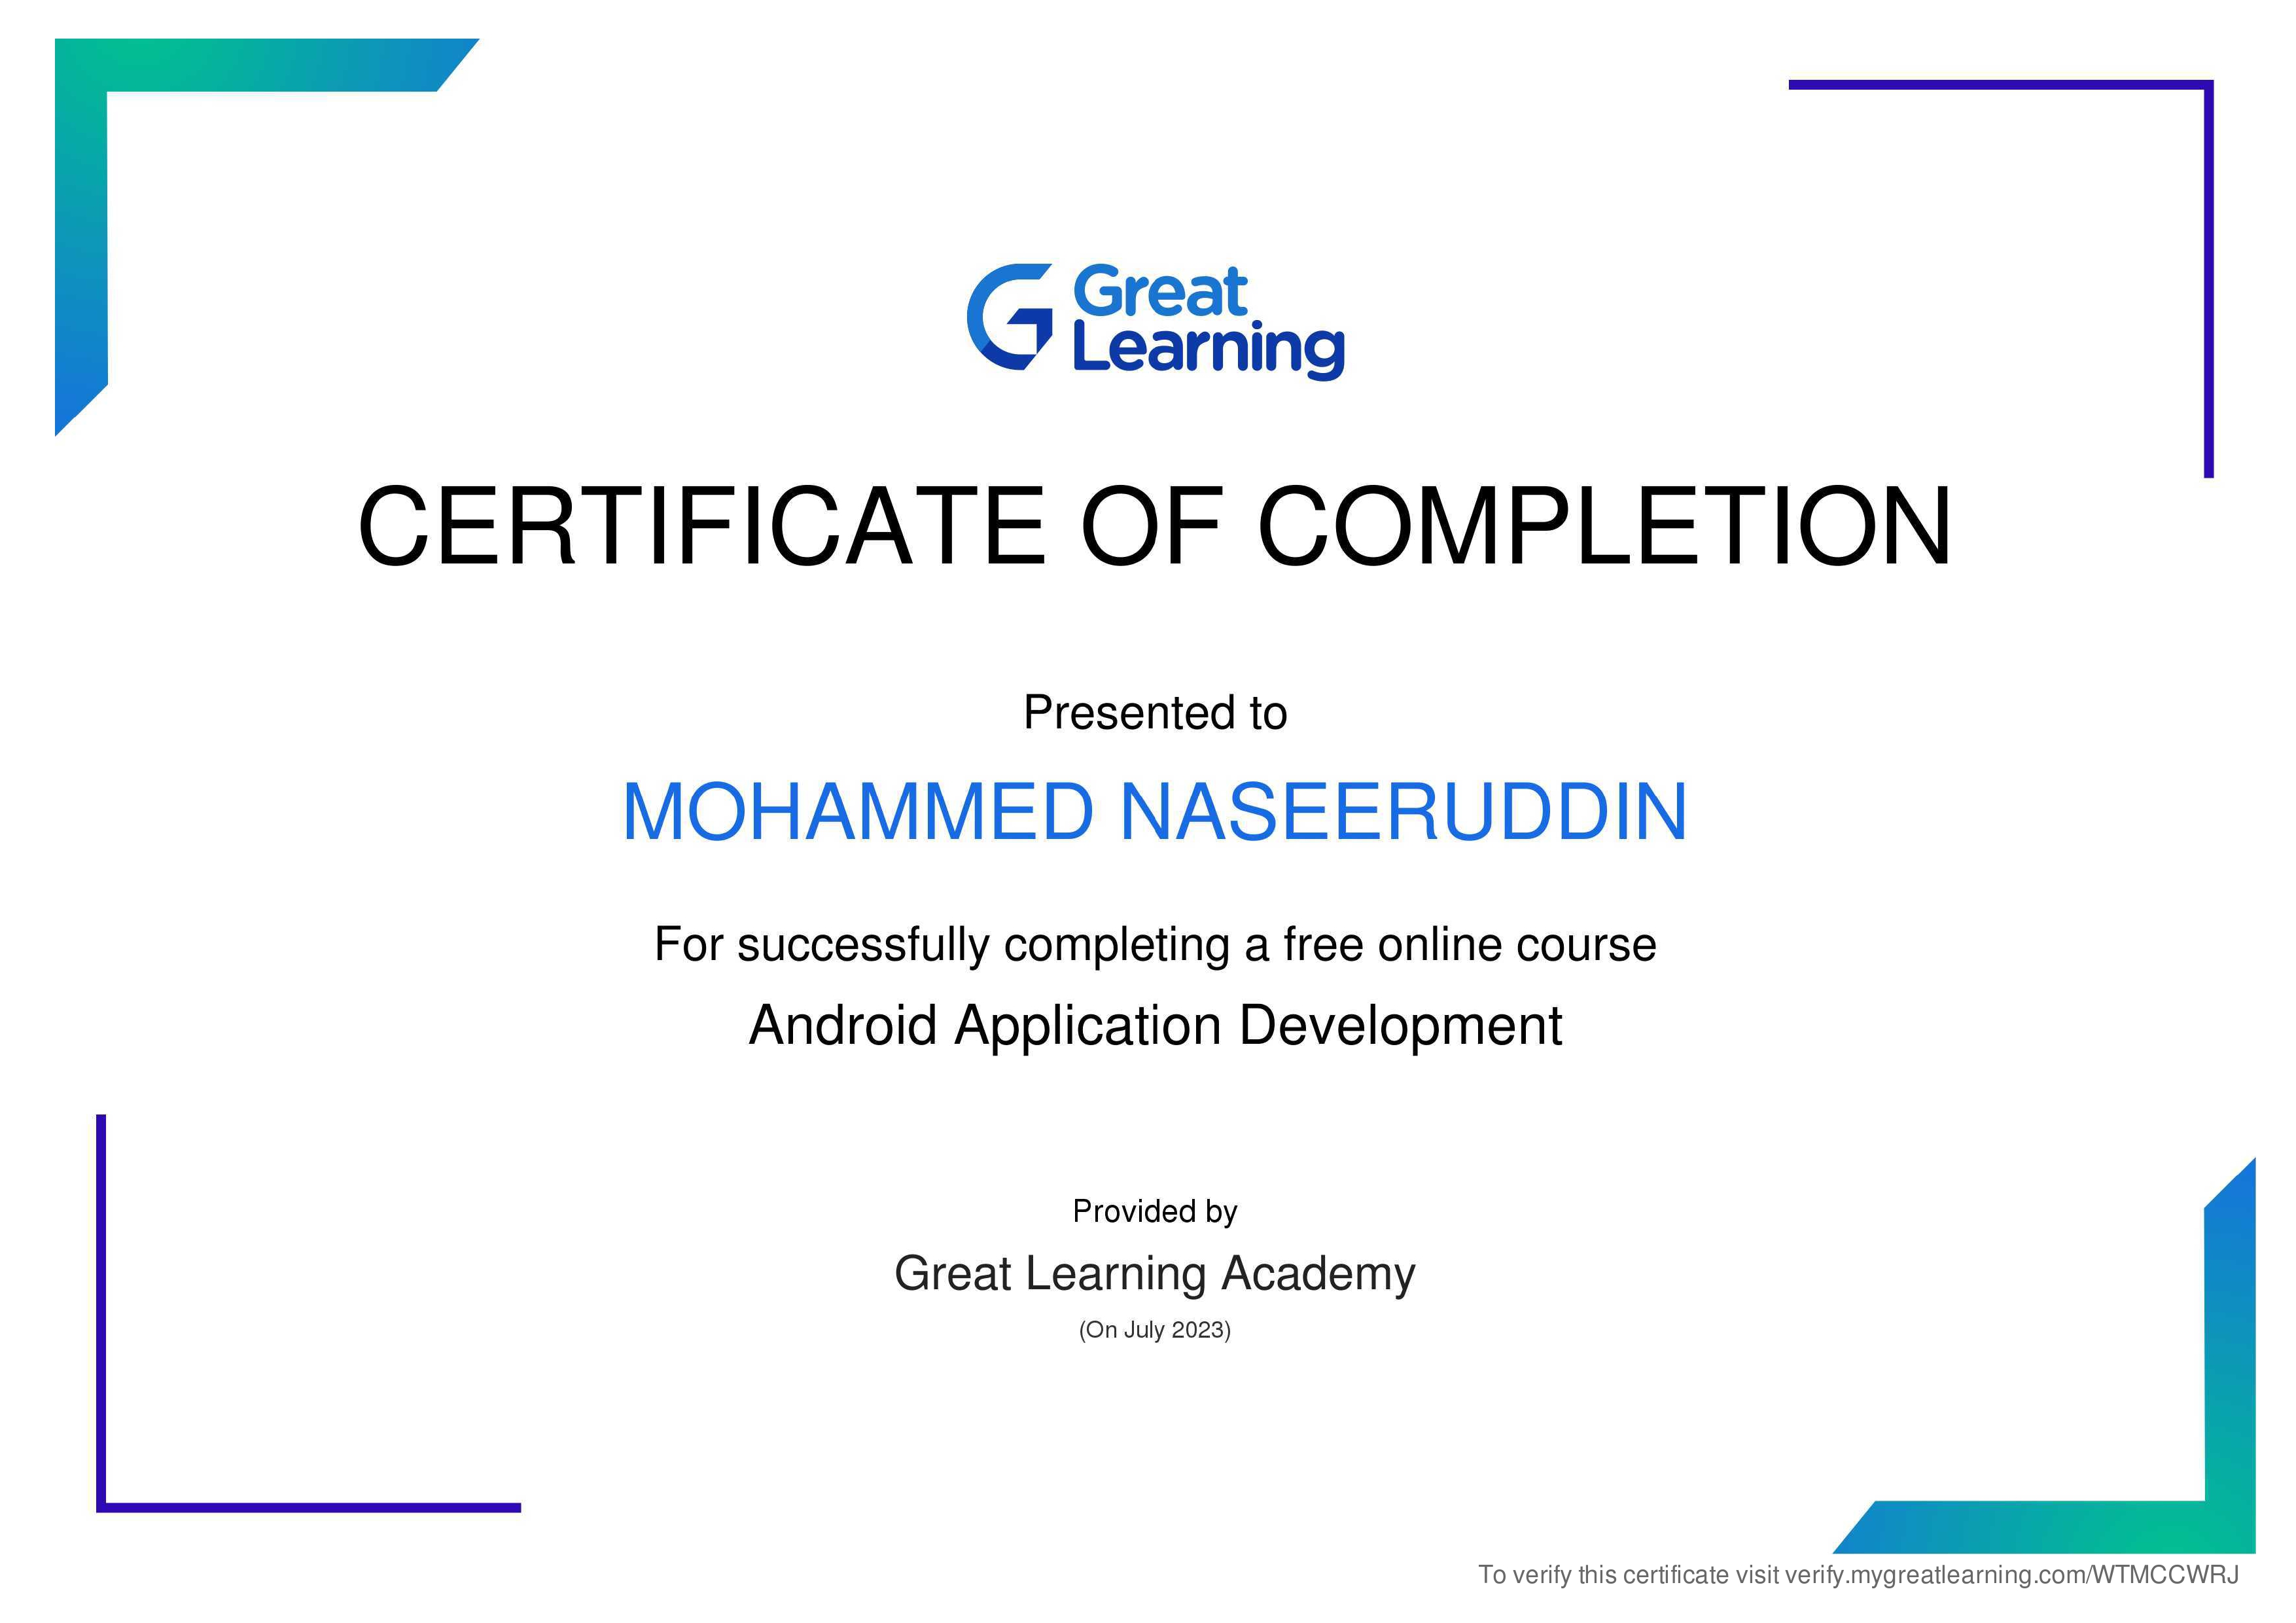 Great
Learning
CERTIFICATE OF COMPLETION
Presented to
MOHAMMED NASEERUDDIN
For successfully completing a free online course
Android Application Development
Provided by
Great Learning Academy
(On July 2023)
To verify this certificate visit verify.mygreatlearning.com/WTMCCWRJ